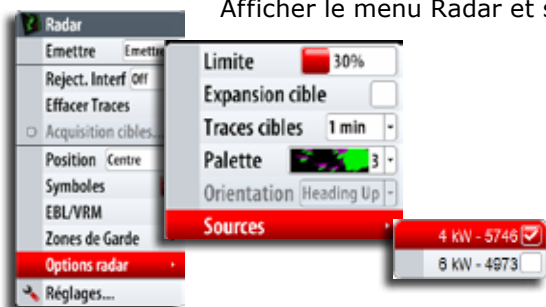 Afficher le menu Radar et s
Radar
Emettre Emettre
Reject. Interf Off
Effacer Traces
Acquisition cibles...
Position Centre
Symboles
EBL/VRM
Zones de Garde
Options radar
Réglages....
Limite 30%
Expansion cible
Traces cibles 1 min
Palette 3
Orientation Heading Up
Sources
4 kW - 5746
6 kW - 4973